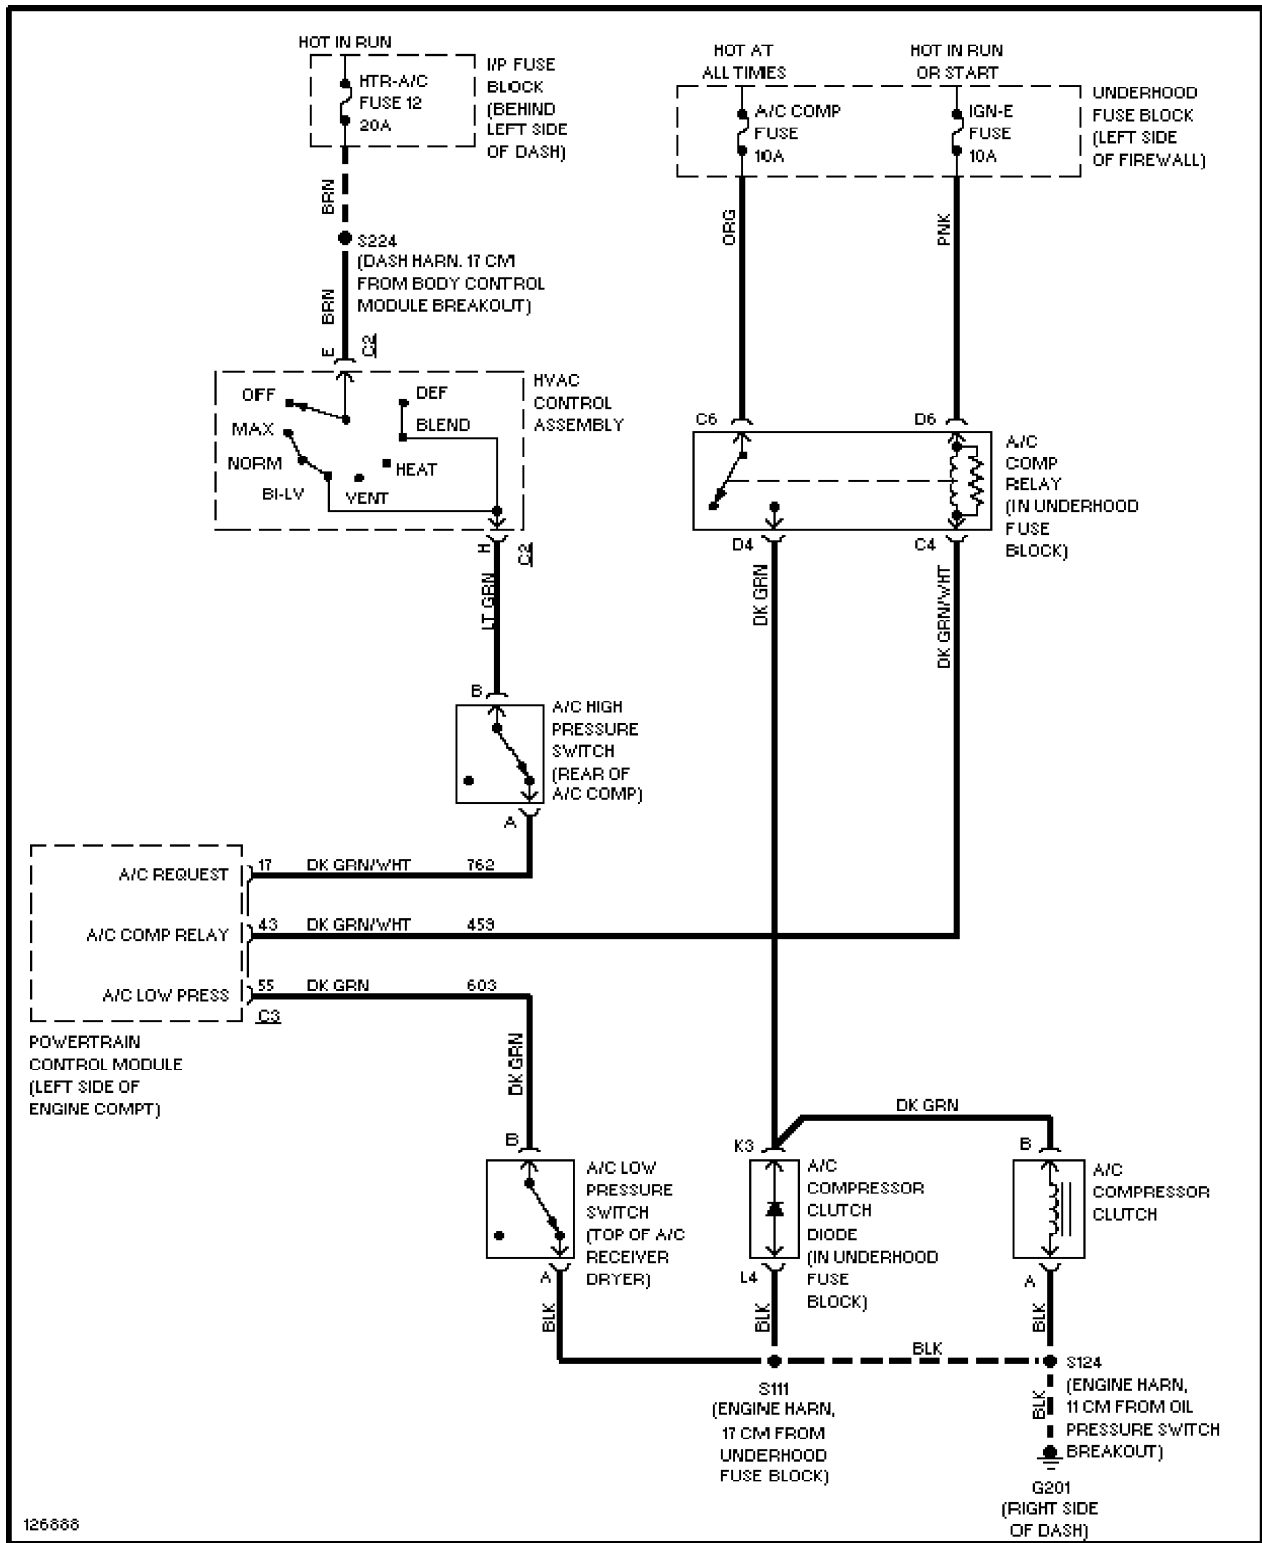 HOT IN RUN
HTR-A/C
FUSE 12
20A
I/P FUSE
BLOCK
(BEHIND
LEFT SIDE
OF DASH)
HOT AT
ALL TIMES
HOT IN RUN
OR START
A/C COMP
FUSE
10A
IGN-E
FUSE
10A
UNDERHOOD
FUSE BLOCK
(LEFT SIDE
OF FIREWALL)
BRN
S224
(DASH HARN. 17 CM
FROM BODY CONTROL
MODULE BREAKOUT)
BRN
E
C2
ORG
PNK
OFF
MAX
NORM
BI-LV
VENT
HEAT
BLEND
DEF
HVAC
CONTROL
ASSEMBLY
H
C2
LT GRN
C6
D6
A/C
COMP
RELAY
(IN UNDERHOOD
FUSE
BLOCK)
D4
C4
DK GRN
DK GRN/WHT
B
A/C HIGH
PRESSURE
SWITCH
(REAR OF
A/C COMP)
A
A/C REQUEST
17 DK GRN/WHT 762
A/C COMP RELAY
43 DK GRN/WHT 459
A/C LOW PRESS
55 DK GRN 603
C3
POWERTRAIN
CONTROL MODULE
(LEFT SIDE OF
ENGINE COMPT)
DK GRN
DK GRN
B
A/C LOW
PRESSURE
SWITCH
(TOP OF A/C
RECEIVER
DRYER)
A
BLK
K3
A/C
COMPRESSOR
CLUTCH
DIODE
(IN UNDERHOOD
FUSE
BLOCK)
L4
BLK
B
A/C
COMPRESSOR
CLUTCH
A
BLK
BLK
S111
(ENGINE HARN,
17 CM FROM
UNDERHOOD
FUSE BLOCK)
S124
(ENGINE HARN,
11 CM FROM OIL
PRESSURE SWITCH
BREAKOUT)
BLK
G201
(RIGHT SIDE
OF DASH)
126888